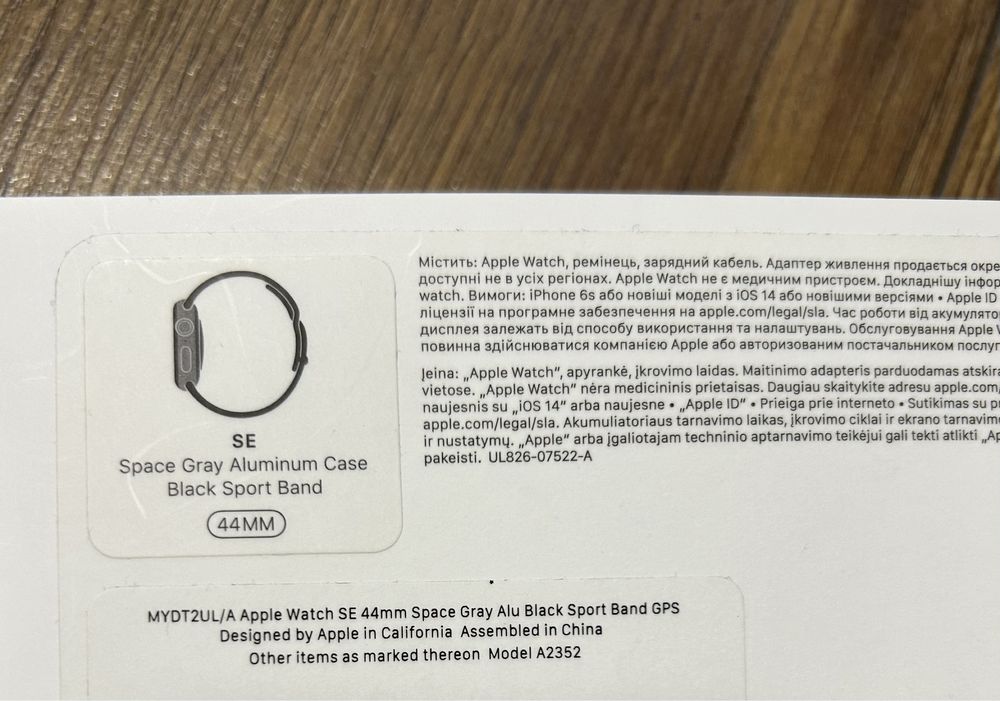 SE
Space Gray Aluminum Case
Black Sport Band
44MM
Містить: Apple Watch, ремінець, зарядний кабель. Адаптер живлення продається
доступні не в усіх регіонах. Apple Watch не є медичним пристроєм. Докладнішу
watch. Вимоги: iPhone 6s або новіші моделі з iOS 14 або новішими версіями • Apple ID
ліцензії на програмне забезпечення на apple.com/legal/sla. Час роботи від
дисплея залежать від способу використання та налаштувань. Обслуговування Apple
повинна здійснюватися компанією Apple або авторизованим постачальником
Įeina: „Apple Watch“, apyrankė, įkrovimo laidas. Maitinimo adapteris parduodamas
vietose. „Apple Watch“ nėra medicininis prietaisas. Daugiau skaitykite adresu apple.com/
naujesnis su „iOS 14“ arba naujesne • „Apple ID“ • Prieiga prie interneto • Sutikimas su
apple.com/legal/sla. Akumuliatoriaus tarnavimo laikas, įkrovimo ciklai ir ekrano
ir nustatymų. „Apple“ arba įgaliotajam techninio aptarnavimo teikėjui gali tekti atlikti
pakeisti. UL826-07522-A
MYDT2UL/A Apple Watch SE 44mm Space Gray Alu Black Sport Band GPS
Designed by Apple in California Assembled in China
Other items as marked thereon Model A2352